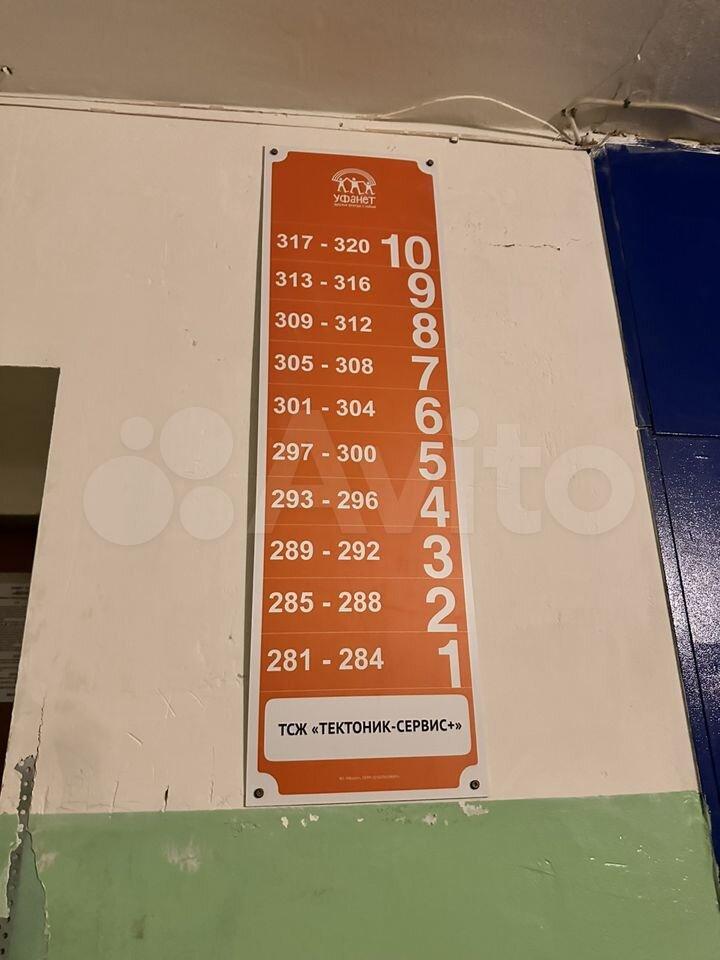 уфанет
317 - 320 10
313 - 316 9
309 - 312 8
305 - 308 7
301 - 304 6
297 - 300 5
293 - 296 4
289 - 292 3
285 - 288 2
281 - 284 1
ТСЖ «ТЕКТОНИК-СЕРВИС+»
Avito